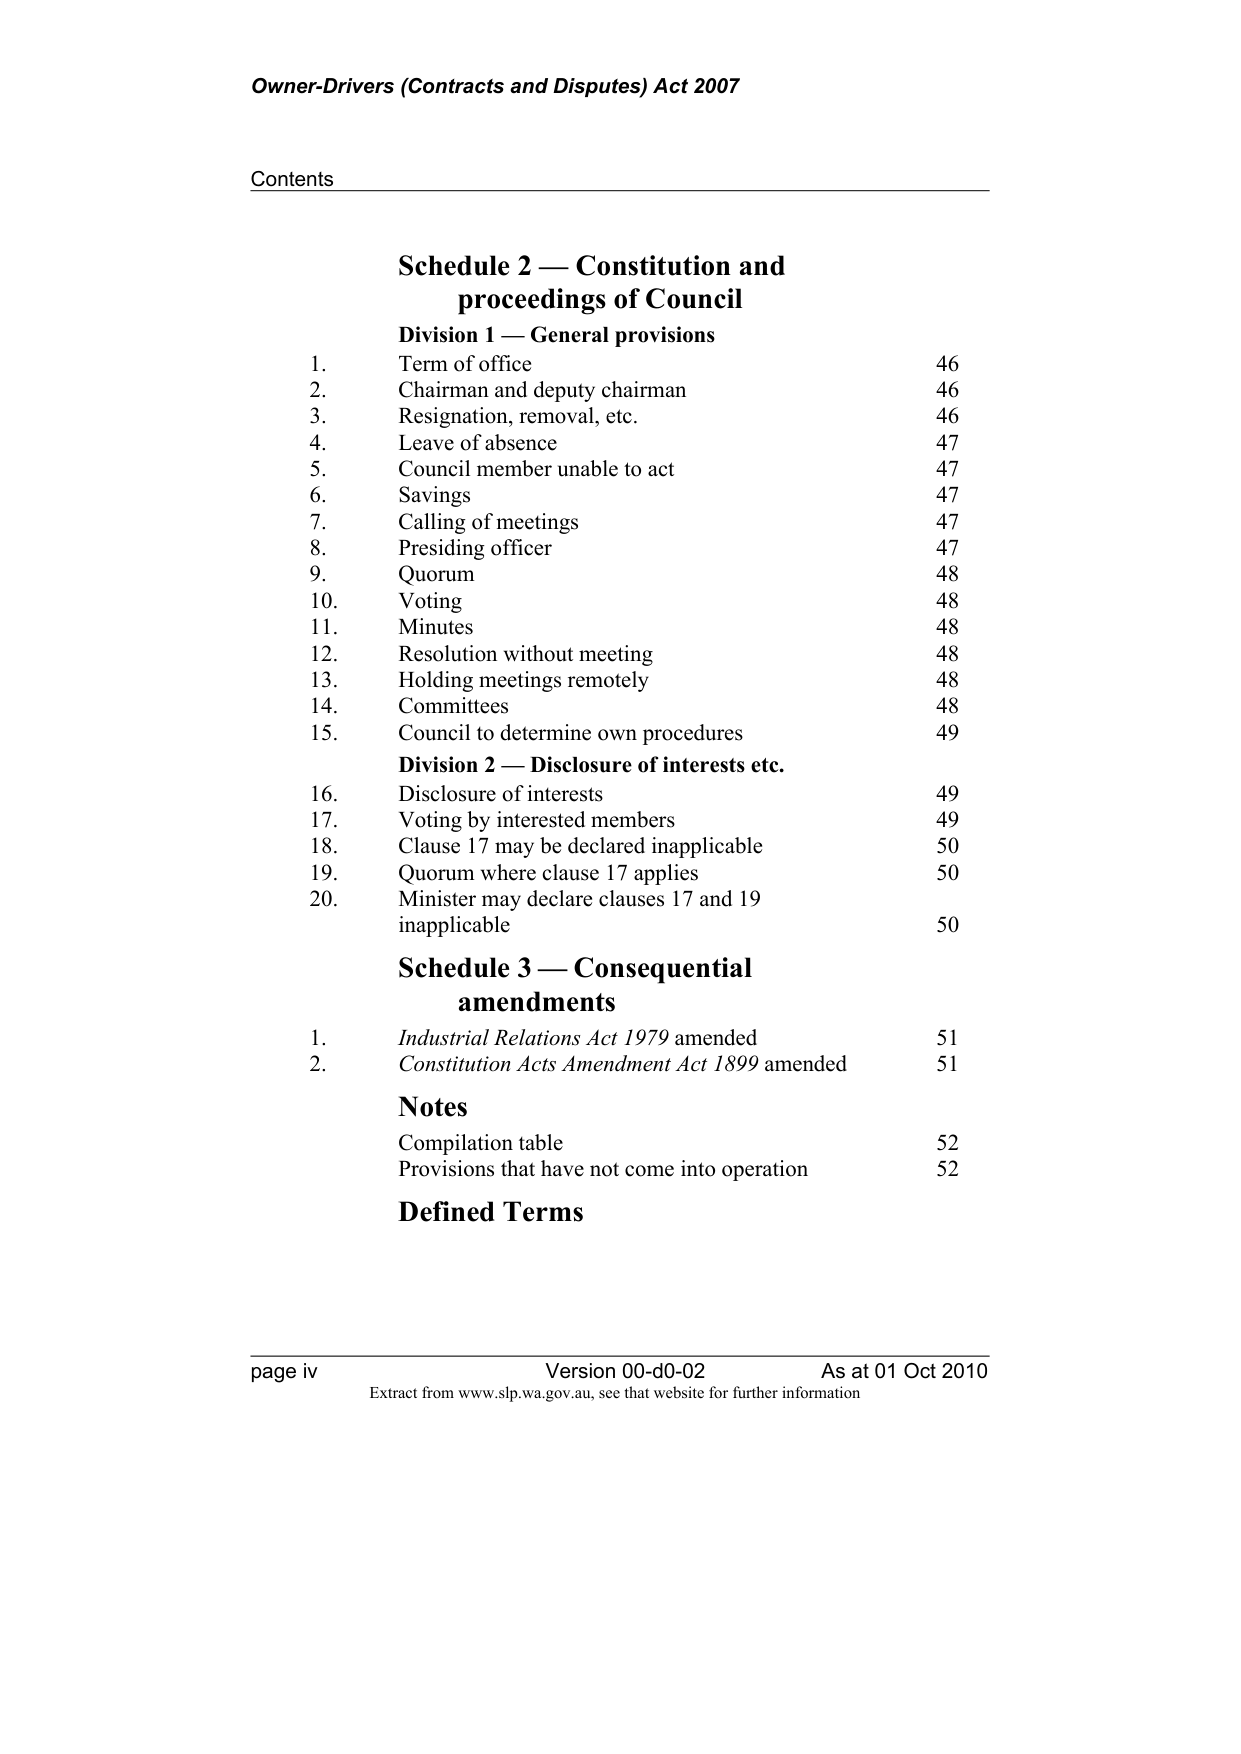 Owner-Drivers (Contracts and Disputes) Act 2007
Contents
Schedule 2 — Constitution and
proceedings of Council
Division 1 — General provisions
1. Term of office 46
2. Chairman and deputy chairman 46
3. Resignation, removal, etc. 46
4. Leave of absence 47
5. Council member unable to act 47
6. Savings 47
7. Calling of meetings 47
8. Presiding officer 47
9. Quorum 48
10. Voting 48
11. Minutes 48
12. Resolution without meeting 48
13. Holding meetings remotely 48
14. Committees 48
15. Council to determine own procedures 49
Division 2 — Disclosure of interests etc.
16. Disclosure of interests 49
17. Voting by interested members 49
18. Clause 17 may be declared inapplicable 50
19. Quorum where clause 17 applies 50
20. Minister may declare clauses 17 and 19
inapplicable 50
Schedule 3 — Consequential
amendments
1. Industrial Relations Act 1979 amended 51
2. Constitution Acts Amendment Act 1899 amended 51
Notes
Compilation table 52
Provisions that have not come into operation 52
Defined Terms
page iv Version 00-d0-02 As at 01 Oct 2010
Extract from www.slp.wa.gov.au, see that website for further information